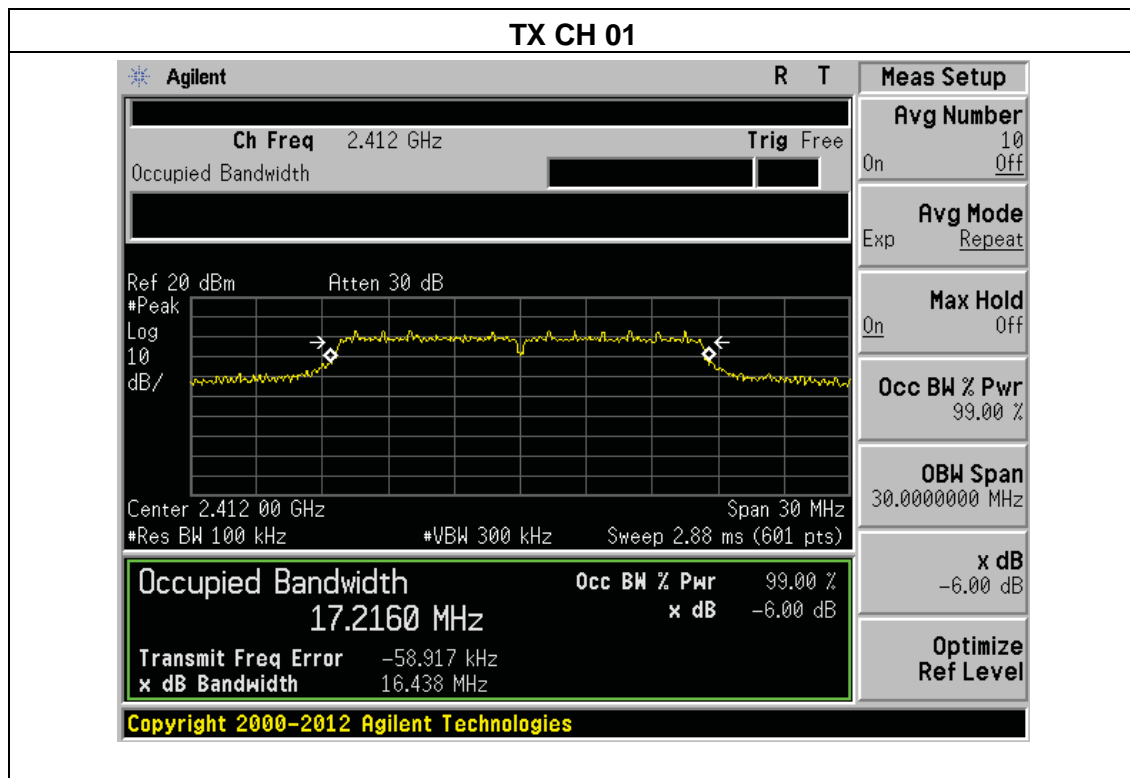 TX CH 01
Agilent R T
Ch Freq 2.412 GHz Trig Free
Occupied Bandwidth
Ref 20 dBm Atten 30 dB
#Peak
Log
10
dB/
Center 2.412 00 GHz Span 30 MHz
#Res BW 100 kHz #VBW 300 kHz Sweep 2.88 ms (601 pts)
Occupied Bandwidth Occ BW % Pwr 99.00 %
17.2160 MHz x dB -6.00 dB
Transmit Freq Error -58.917 kHz
x dB Bandwidth 16.438 MHz
Copyright 2000-2012 Agilent Technologies
Meas Setup
Avg Number
10
On Off
Avg Mode
Exp Repeat
Max Hold
On Off
Occ BW % Pwr
99.00 %
OBW Span
30.0000000 MHz
x dB
-6.00 dB
Optimize
Ref Level